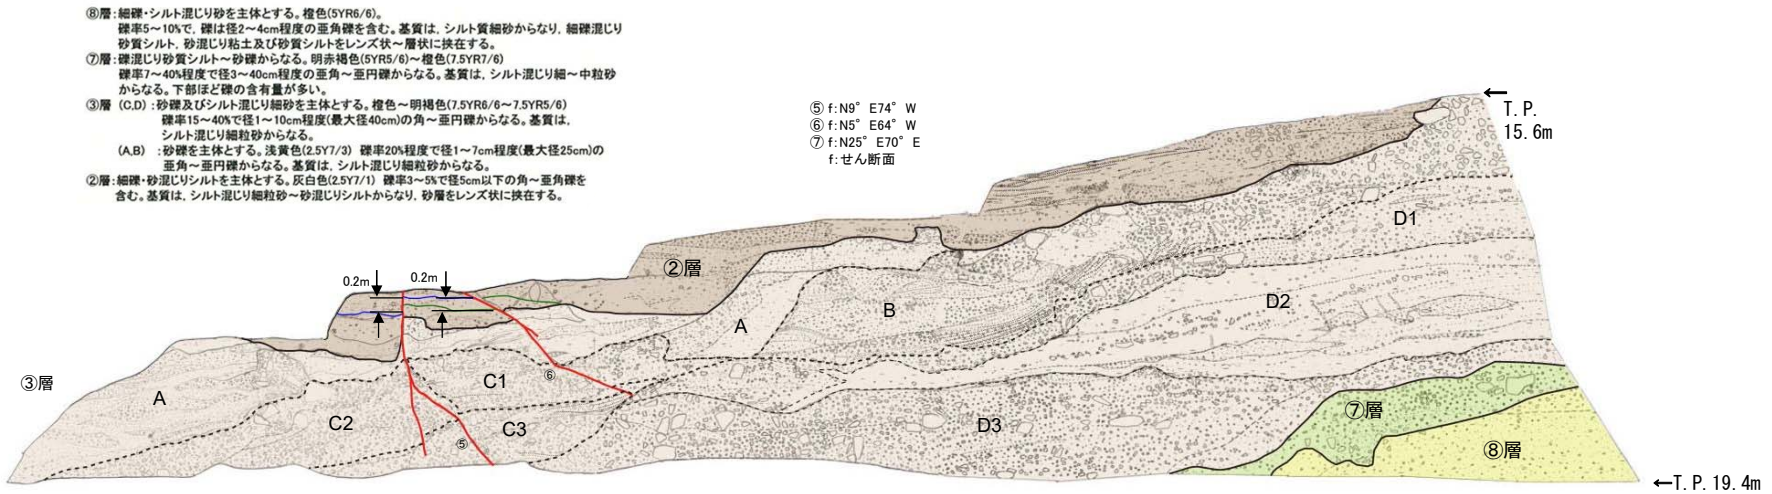 ⑧層:細礫・シルト混じり砂を主体とする。橙色(5YR6/6)。
礫率5～10%で、礫は径2～4cm程度の亜角礫を含む。基質は、シルト質細砂からなり、細礫混じり
砂質シルト、砂混じり粘土及び砂質シルトをレンズ状～層状に挟在する。
⑦層:礫混じり砂質シルト～砂礫からなる。明赤褐色(5YR5/6)～橙色(7.5YR7/6)
礫率7～40%程度で径3～40cm程度の亜角～亜円礫からなる。基質は、シルト混じり細～中粒砂
からなる。下部ほど礫の含有量が多い。
③層 (C,D) :砂礫及びシルト混じり細砂を主体とする。橙色～明褐色(7.5YR6/6～7.5YR5/6)
礫率15～40%で径1～10cm程度(最大径40cm)の角～亜円礫からなる。基質は、
シルト混じり細粒砂からなる。
(A,B) :砂礫を主体とする。浅黄色(2.5Y7/3) 礫率20%程度で径1～7cm程度(最大径25cm)の
亜角～亜円礫からなる。基質は、シルト混じり細粒砂からなる。
②層:細礫・砂混じりシルトを主体とする。灰白色(2.5Y7/1) 礫率3～5%で径5cm以下の角～亜角礫を
含む。基質は、シルト混じり細粒砂～砂混じりシルトからなり、砂層をレンズ状に挟在する。
⑤ f:N9° E74° W
⑥ f:N5° E64° W
⑦ f:N25° E70° E
f:せん断面
←
T.P.
15.6m
D1
②層
0.2m 0.2m
B
D2
A
③層
A
C1
⑥
C2
C3
⑤
D3
⑦層
⑧層
←T.P.19.4m